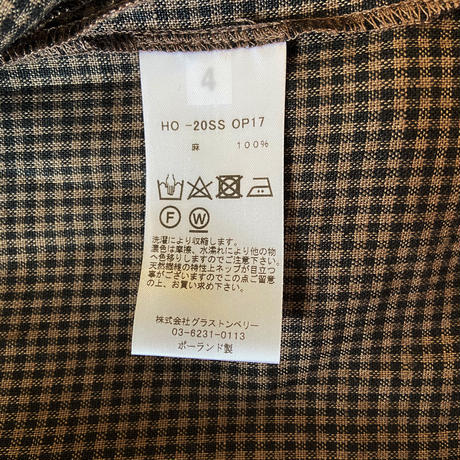 4
HO -20SS OP17
麻 100%
F W
洗濯により収縮します。
濃色は摩擦、水濡れにより他の物
へ色移りしますのでご注意下さい。
天然繊維の特性上ネップが目立つ
事がございますのでこの点ご留意
の上、お買い求め下さい。
株式会社グラストンベリー
03-6231-0113
ポーランド製